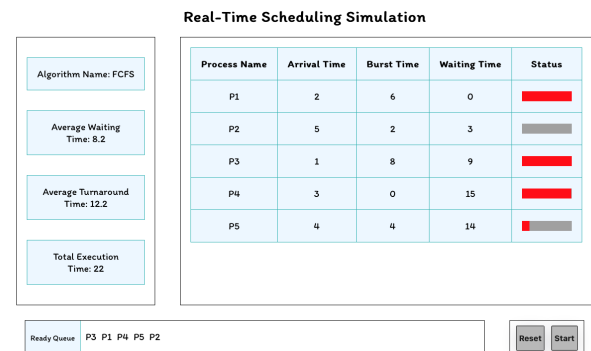 Real-Time Scheduling Simulation
Algorithm Name: FCFS
Average Waiting
Time: 8.2
Average Turnaround
Time: 12.2
Total Execution
Time: 22
Process Name Arrival Time Burst Time Waiting Time Status
P1 2 6 0
P2 5 2 3
P3 1 8 9
P4 3 0 15
P5 4 4 14
Ready Queue P3 P1 P4 P5 P2
Reset Start